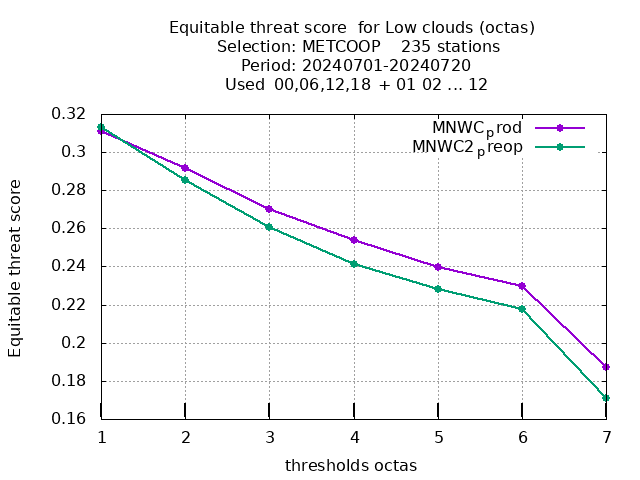 Equitable threat score  for Low clouds (octas)
Selection: METCOOP    235 stations
Period: 20240701-20240720
Used  00,06,12,18 + 01 02 ... 12
MNWCprod
MNWC2preop
0.32
0.3
0.28
0.26
0.24
0.22
0.2
0.18
0.16
Equitable threat score
1 2 3 4 5 6 7
thresholds octas